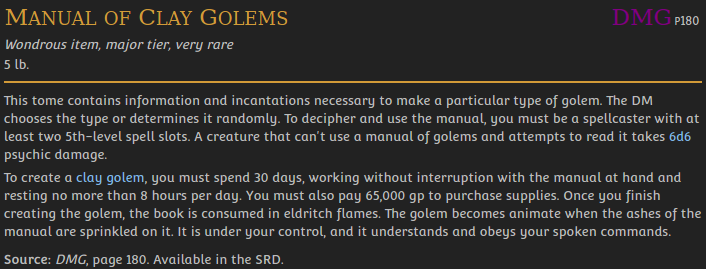 Manual of Clay Golems DMG P180
Wondrous item, major tier, very rare
5 lb.
This tome contains information and incantations necessary to make a particular type of golem. The DM
chooses the type or determines it randomly. To decipher and use the manual, you must be a spellcaster with at
least two 5th-level spell slots. A creature that can't use a manual of golems and attempts to read it takes 6d6
psychic damage.
To create a clay golem, you must spend 30 days, working without interruption with the manual at hand and
resting no more than 8 hours per day. You must also pay 65,000 gp to purchase supplies. Once you finish
creating the golem, the book is consumed in eldritch flames. The golem becomes animate when the ashes of the
manual are sprinkled on it. It is under your control, and it understands and obeys your spoken commands.
Source: DMG, page 180. Available in the SRD.